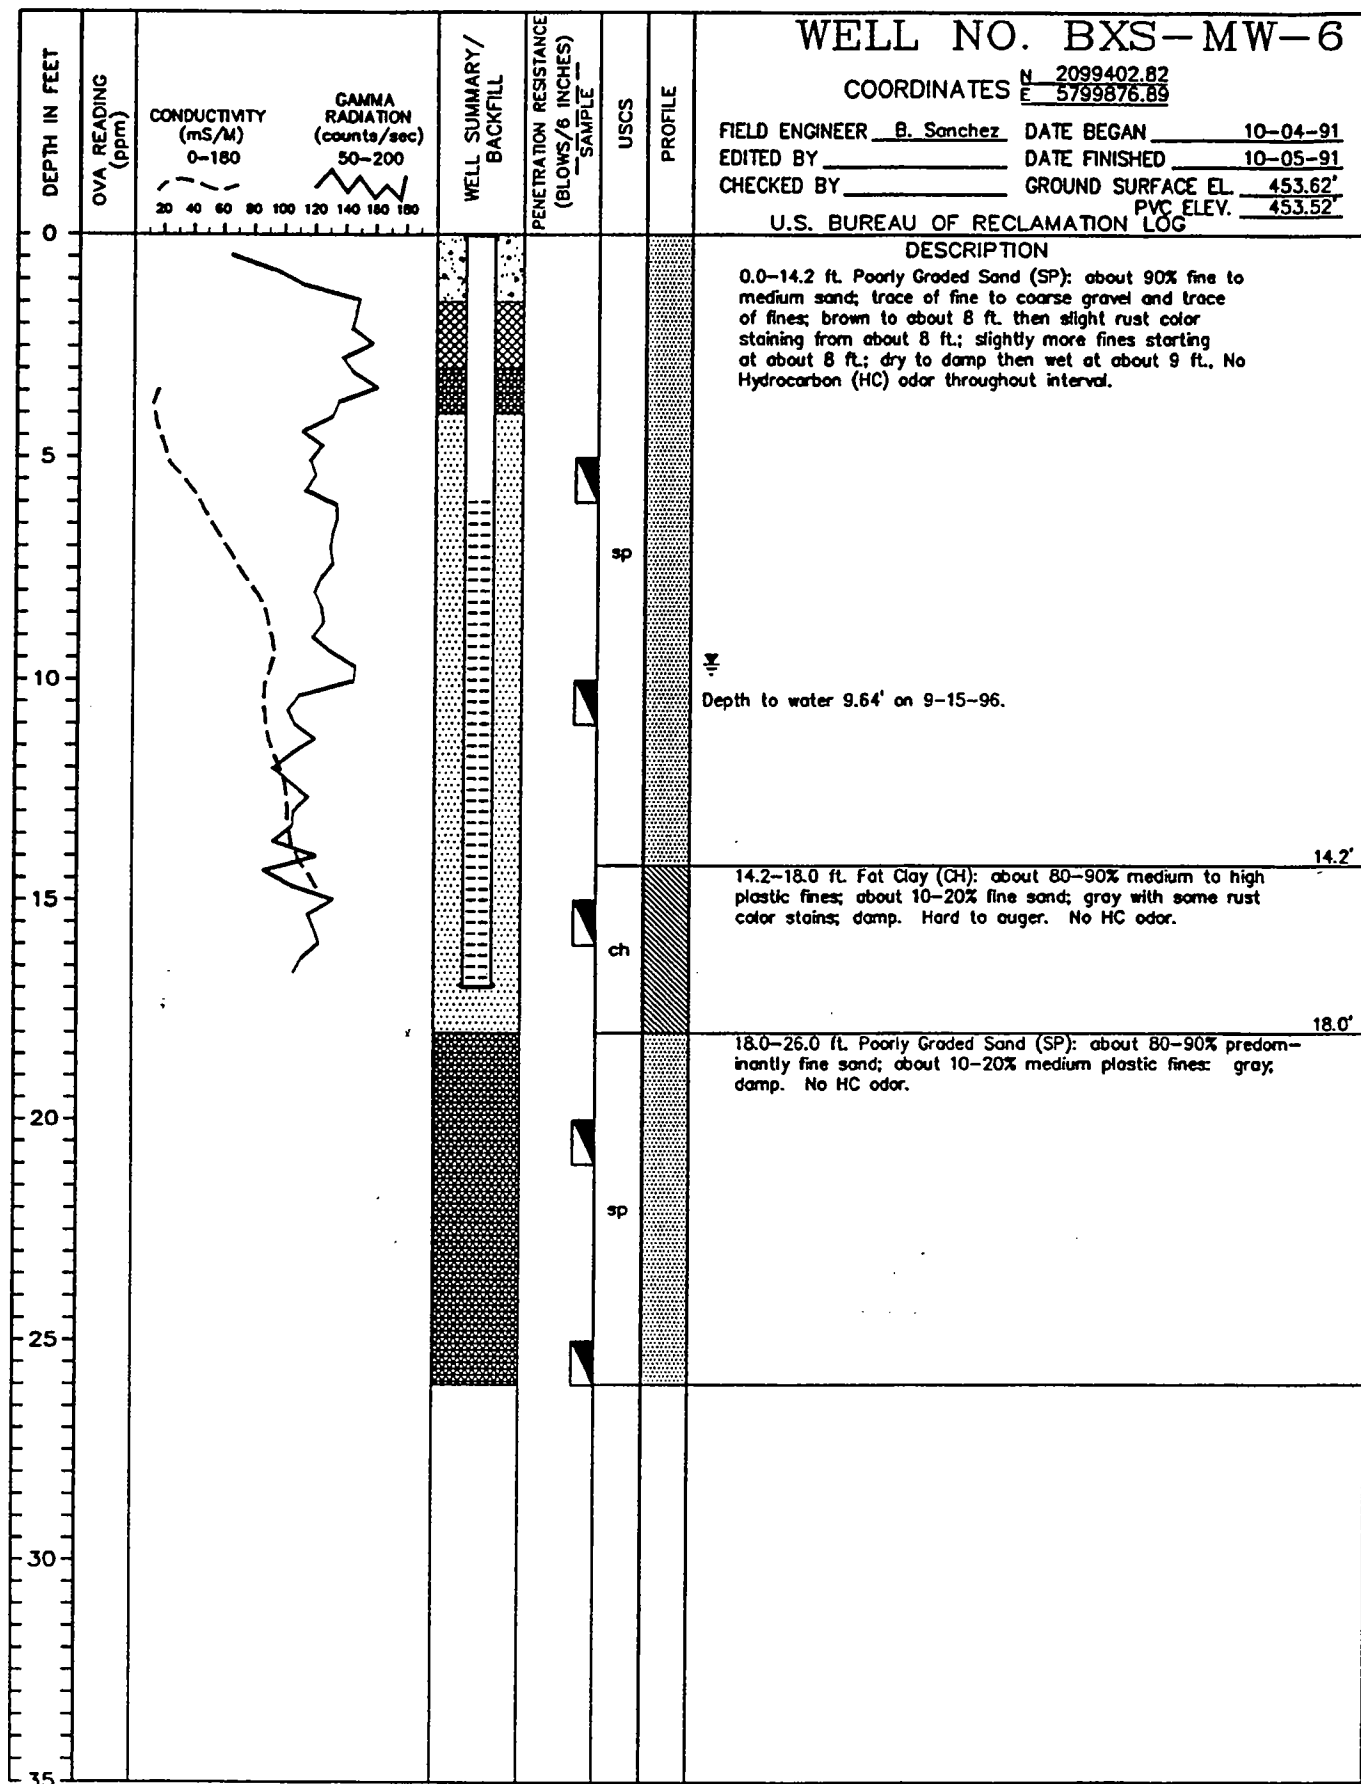 WELL NO. BXS-MW-6
COORDINATES N 2099402.82
E 5799876.89
FIELD ENGINEER B. Sanchez DATE BEGAN 10-04-91
EDITED BY DATE FINISHED 10-05-91
CHECKED BY GROUND SURFACE EL. 453.62'
PVC ELEV. 453.52'
U.S. BUREAU OF RECLAMATION LOG
DEPTH IN FEET
OVA READING
(ppm)
CONDUCTIVITY
(mS/M)
0-180
GAMMA
RADIATION
(counts/sec)
50-200
20 40 60 80 100 120 140 160 180
WELL SUMMARY/
BACKFILL
PENETRATION RESISTANCE
(BLOWS/6 INCHES)
SAMPLE
USCS
PROFILE
DESCRIPTION
0.0-14.2 ft. Poorly Graded Sand (SP): about 90% fine to
medium sand; trace of fine to coarse gravel and trace
of fines; brown to about 8 ft. then slight rust color
staining from about 8 ft.; slightly more fines starting
at about 8 ft.; dry to damp then wet at about 9 ft.. No
Hydrocarbon (HC) odor throughout interval.
0
5
sp
10
Depth to water 9.64' on 9-15-96.
14.2'
14.2-18.0 ft. Fat Clay (CH): about 80-90% medium to high
plastic fines; about 10-20% fine sand; gray with some rust
color stains; damp. Hard to auger. No HC odor.
15
ch
18.0'
18.0-26.0 ft. Poorly Graded Sand (SP): about 80-90% predom-
inantly fine sand; about 10-20% medium plastic fines: gray;
damp. No HC odor.
20
sp
25
30
35